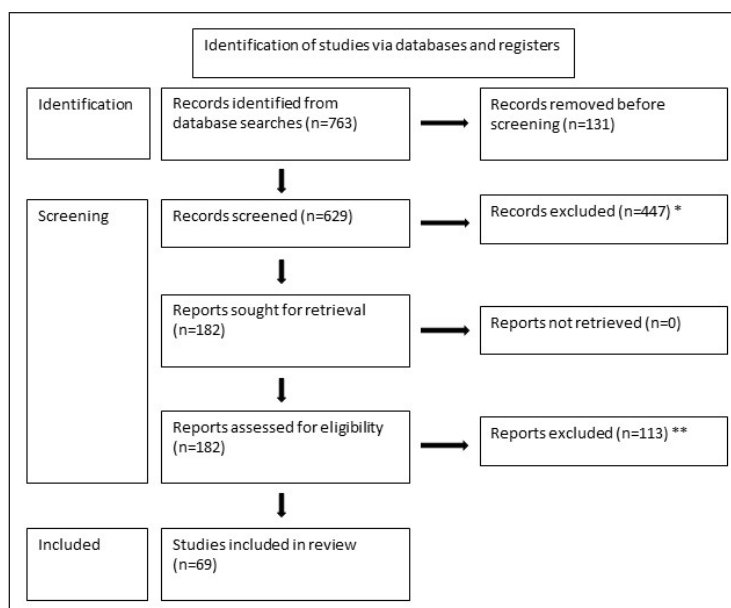 Identification of studies via databases and registers
Identification
Records identified from
database searches (n=763)
Records removed before
screening (n=131)
Screening
Records screened (n=629)
Records excluded (n=447) *
Reports sought for retrieval
(n=182)
Reports not retrieved (n=0)
Reports assessed for eligibility
(n=182)
Reports excluded (n=113) **
Included
Studies included in review
(n=69)